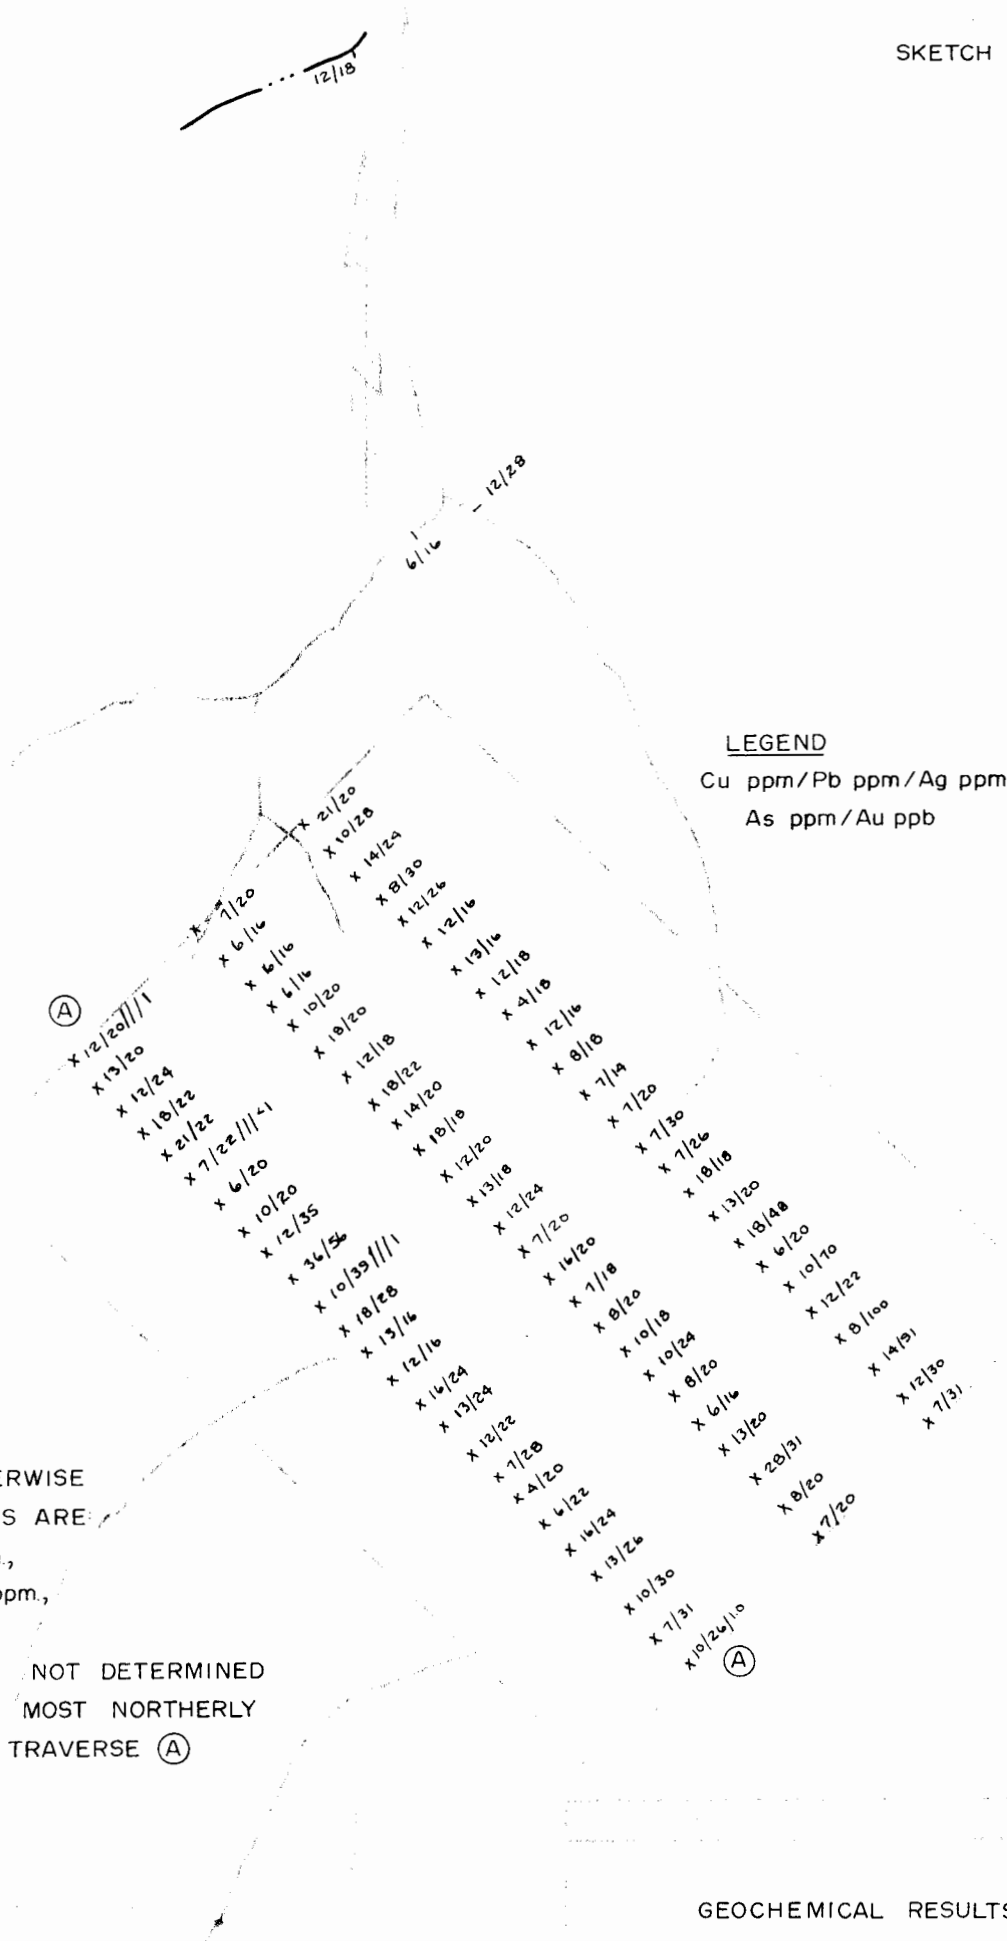 SKETCH
12/18
12/28
6/16
LEGEND
Cu ppm/Pb ppm/Ag ppm
As ppm/Au ppb
x 21/20
x 10/28
x 14/24
x 8/30
x 12/26
x 12/16
x 13/16
x 12/18
x 4/18
x 12/16
x 8/18
x 7/14
x 7/20
x 7/30
x 7/26
x 18/18
x 13/20
x 18/48
x 6/20
x 10/70
x 12/22
x 8/100
x 14/91
x 12/30
x 7/31
x 7/20
x 6/16
x 6/16
x 6/16
x 10/20
x 18/20
x 12/18
x 18/22
x 14/20
x 18/18
x 12/20
x 13/18
x 12/24
x 7/20
x 16/20
x 7/18
x 8/20
x 10/18
x 10/24
x 8/20
x 6/16
x 13/20
x 28/31
x 8/20
x 7/20
A
x 12/20///1
x 13/20
x 12/24
x 18/22
x 21/22
x 7/22///<1
x 6/20
x 10/20
x 12/35
x 36/56
x 10/39///1
x 18/28
x 13/16
x 12/16
x 16/24
x 13/24
x 12/22
x 7/28
x 4/20
x 6/22
x 16/24
x 13/26
x 10/30
x 7/31
x 10/26/1.0
A
ERWISE
S ARE
.,
ppm.,
NOT DETERMINED
MOST NORTHERLY
TRAVERSE A
GEOCHEMICAL RESULTS